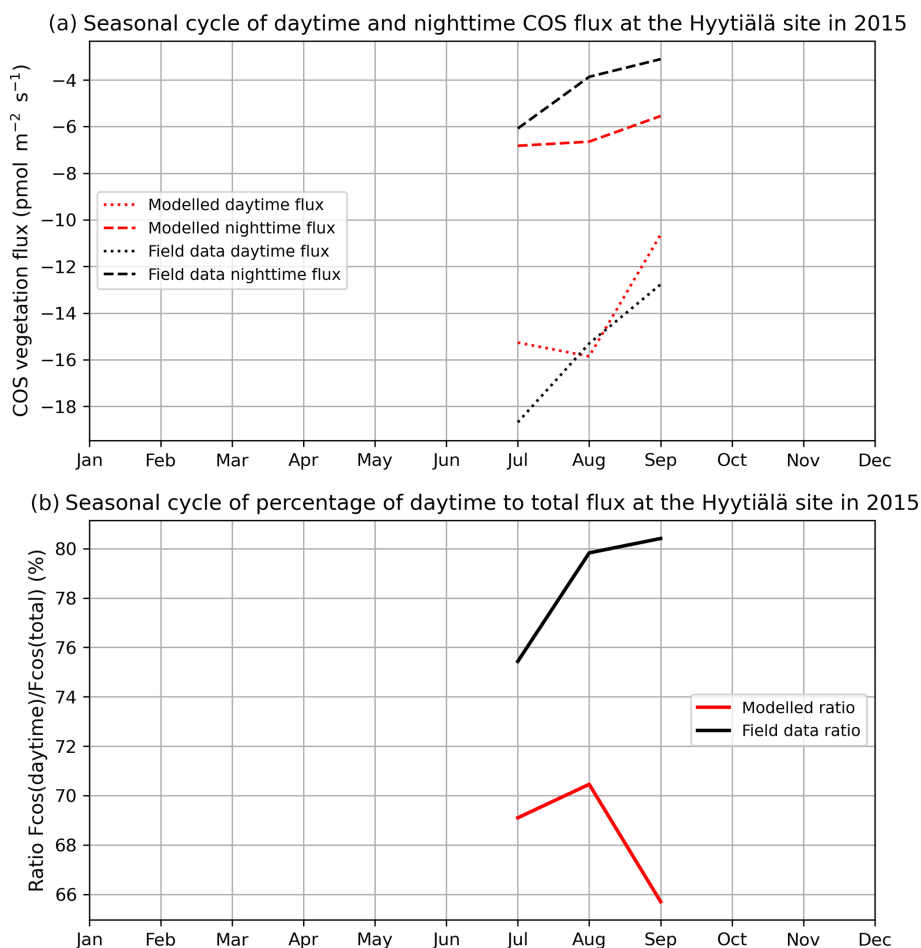 (a) Seasonal cycle of daytime and nighttime COS flux at the Hyytiälä site in 2015
COS vegetation flux (pmol m⁻² s⁻¹)
−4
−6
−8
−10
−12
−14
−16
−18
Modelled daytime flux
Modelled nighttime flux
Field data daytime flux
Field data nighttime flux
Jan Feb Mar Apr May Jun Jul Aug Sep Oct Nov Dec
(b) Seasonal cycle of percentage of daytime to total flux at the Hyytiälä site in 2015
Ratio Fcos(daytime)/Fcos(total) (%)
80
78
76
74
72
70
68
66
Modelled ratio
Field data ratio
Jan Feb Mar Apr May Jun Jul Aug Sep Oct Nov Dec